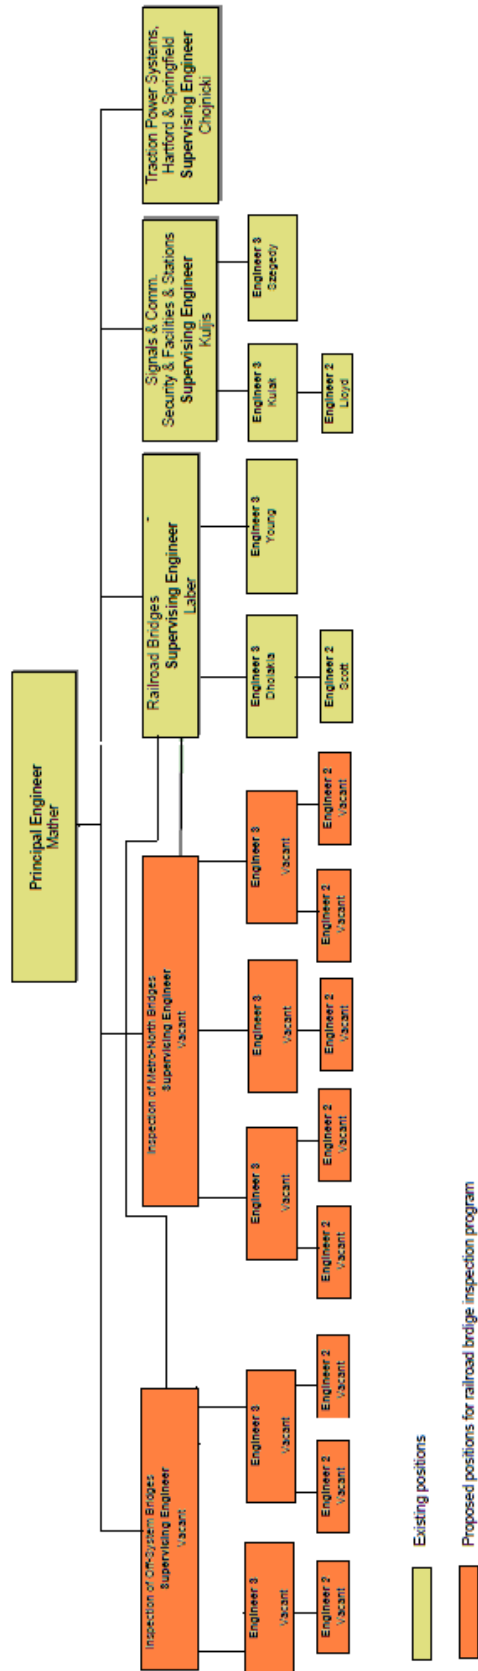 Principal Engineer
Mather
Inspection of Off-System Bridges
Supervising Engineer
Vacant
Inspection of Metro-North Bridges
Supervising Engineer
Vacant
Railroad Bridges
Supervising Engineer
Laber
Signals & Comm.
Security & Facilities & Stations
Supervising Engineer
Kuljis
Traction Power Systems,
Hartford & Springfield
Supervising Engineer
Chojnicki
Engineer 3
Vacant
Engineer 3
Vacant
Engineer 3
Vacant
Engineer 3
Vacant
Engineer 3
Vacant
Engineer 3
Dholakia
Engineer 3
Young
Engineer 3
Kulak
Engineer 3
Szegedy
Engineer 2
Vacant
Engineer 2
Vacant
Engineer 2
Vacant
Engineer 2
Vacant
Engineer 2
Vacant
Engineer 2
Vacant
Engineer 2
Vacant
Engineer 2
Vacant
Engineer 2
Scott
Engineer 2
Lloyd
Existing positions
Proposed positions for railroad brdige inspection program